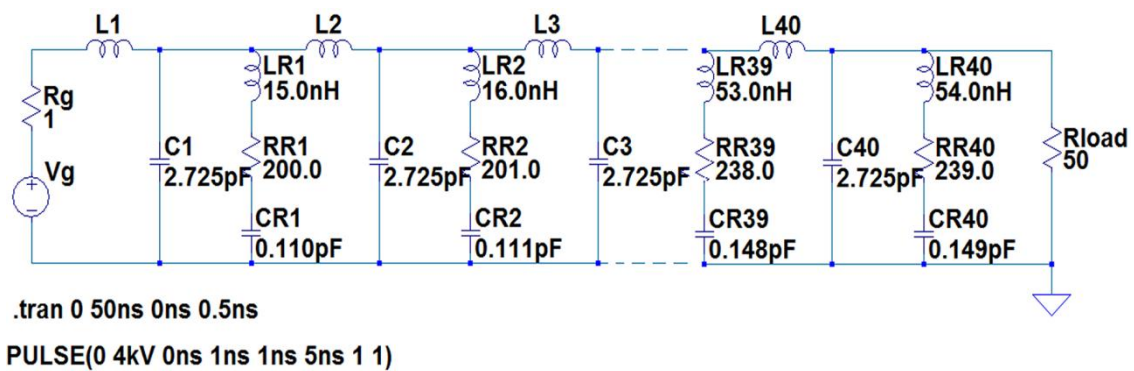 L1 L2 L3 L40
LR1
15.0nH
LR2
16.0nH
LR39
53.0nH
LR40
54.0nH
Rg
1
Vg
C1
2.725pF
RR1
200.0
C2
2.725pF
RR2
201.0
C3
2.725pF
RR39
238.0
C40
2.725pF
RR40
239.0
Rload
50
CR1
0.110pF
CR2
0.111pF
CR39
0.148pF
CR40
0.149pF
.tran 0 50ns 0ns 0.5ns
PULSE(0 4kV 0ns 1ns 1ns 5ns 1 1)